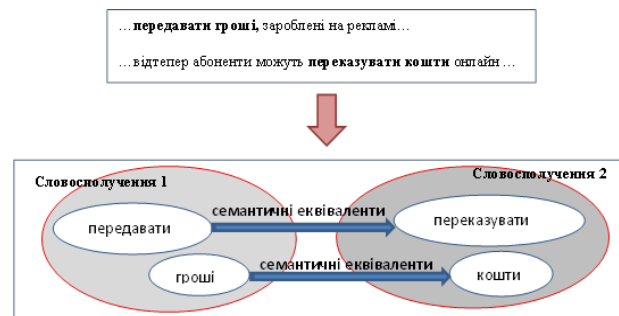 …передавати гроші, зароблені на рекламі…
…відтепер абоненти можуть переказувати кошти онлайн …
Словосполучення 1
Словосполучення 2
передавати
семантичні еквіваленти
переказувати
гроші
семантичні еквіваленти
кошти